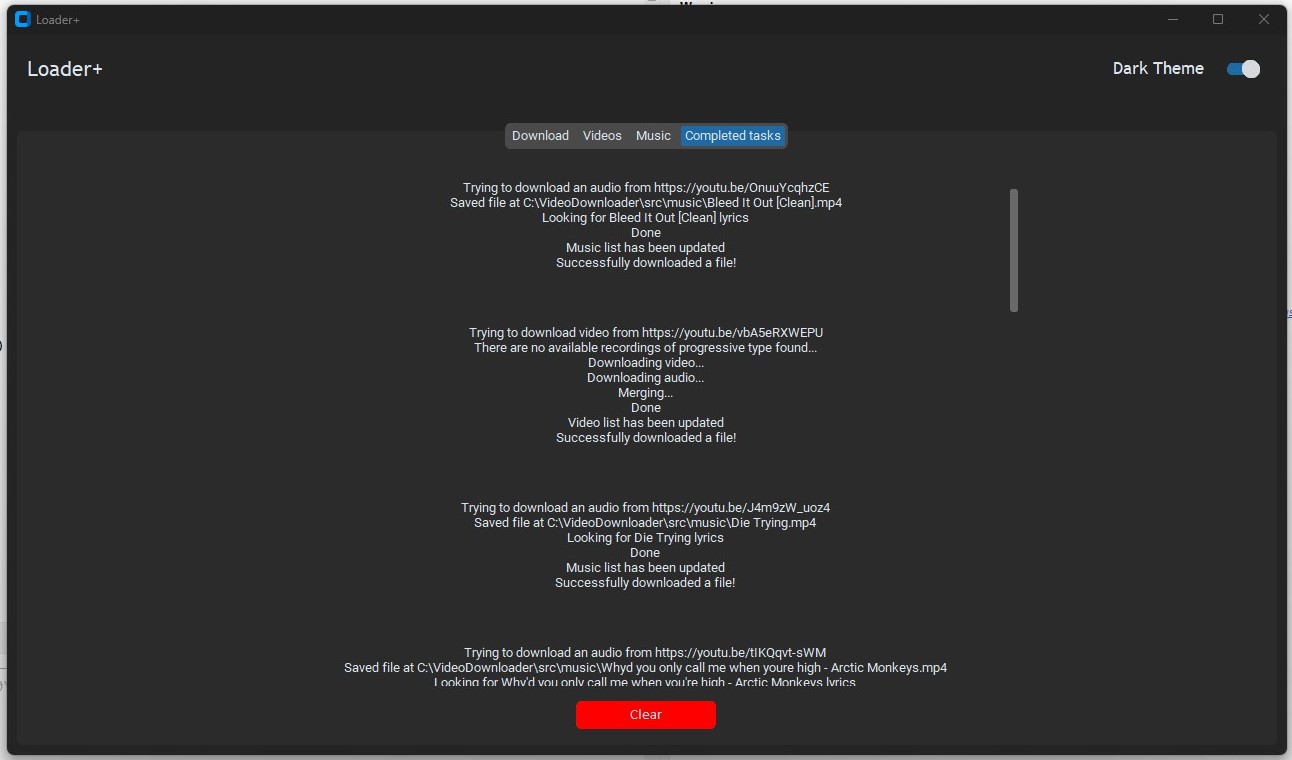 Loader+
Loader+
Dark Theme
Download Videos Music Completed tasks
Trying to download an audio from https://youtu.be/OnuuYcqhzCE
Saved file at C:\VideoDownloader\src\music\Bleed It Out [Clean].mp4
Looking for Bleed It Out [Clean] lyrics
Done
Music list has been updated
Successfully downloaded a file!
Trying to download video from https://youtu.be/vbA5eRXWEPU
There are no available recordings of progressive type found...
Downloading video...
Downloading audio...
Merging...
Done
Video list has been updated
Successfully downloaded a file!
Trying to download an audio from https://youtu.be/J4m9zW_uoz4
Saved file at C:\VideoDownloader\src\music\Die Trying.mp4
Looking for Die Trying lyrics
Done
Music list has been updated
Successfully downloaded a file!
Trying to download an audio from https://youtu.be/tIKQqvt-sWM
Saved file at C:\VideoDownloader\src\music\Whyd you only call me when youre high - Arctic Monkeys.mp4
Looking for Why'd you only call me when you're high - Arctic Monkeys lyrics
Clear